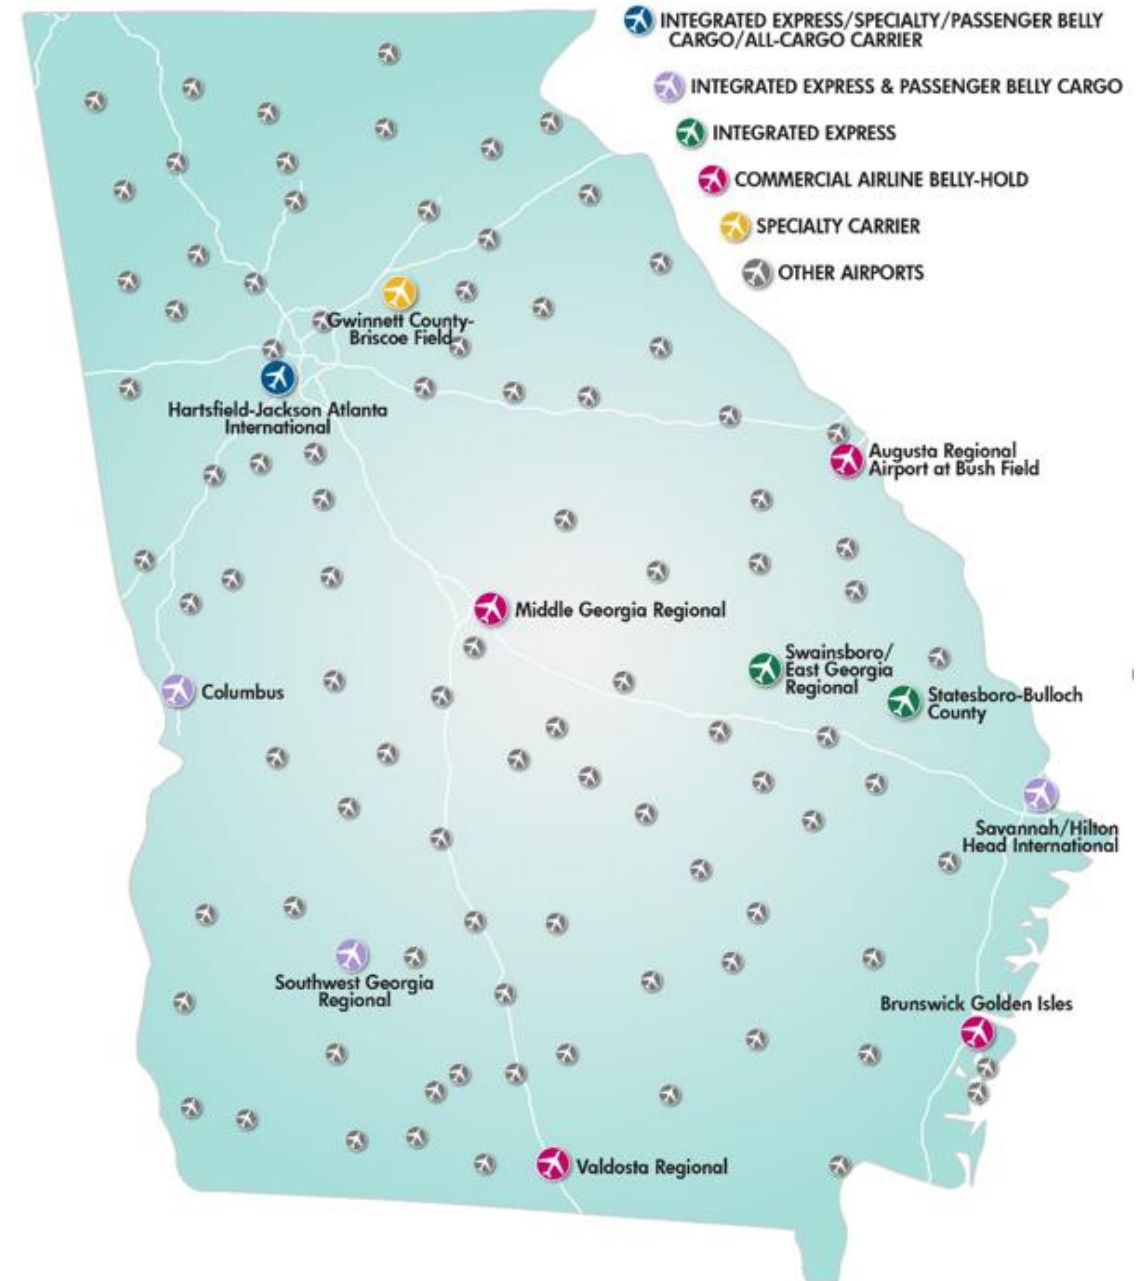 INTEGRATED EXPRESS/SPECIALTY/PASSENGER BELLY
CARGO/ALL-CARGO CARRIER
INTEGRATED EXPRESS & PASSENGER BELLY CARGO
INTEGRATED EXPRESS
COMMERCIAL AIRLINE BELLY-HOLD
SPECIALTY CARRIER
OTHER AIRPORTS
Gwinnett County-
Briscoe Field
Hartsfield-Jackson Atlanta
International
Augusta Regional
Airport at Bush Field
Middle Georgia Regional
Swainsboro/
East Georgia
Regional
Columbus
Statesboro-Bulloch
County
Savannah/Hilton
Head International
Southwest Georgia
Regional
Brunswick Golden Isles
Valdosta Regional